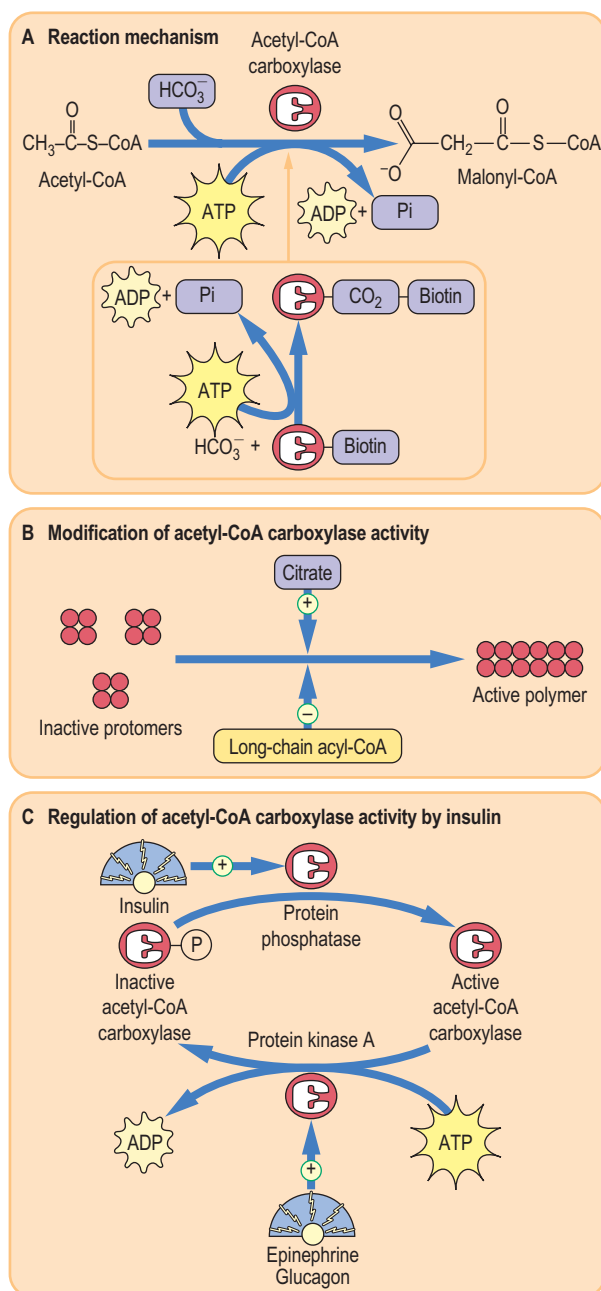 A Reaction mechanism
Acetyl-CoA
carboxylase
HCO₃⁻
O
CH₃–C–S–CoA
Acetyl-CoA
O
O
CH₂
C
S
CoA
⁻O
Malonyl-CoA
ATP
ADP + Pi
ADP + Pi
CO₂
Biotin
ATP
HCO₃⁻ +
Biotin
B Modification of acetyl-CoA carboxylase activity
Citrate
+
Inactive protomers
Active polymer
−
Long-chain acyl-CoA
C Regulation of acetyl-CoA carboxylase activity by insulin
+
Insulin
Protein
phosphatase
P
Inactive
acetyl-CoA
carboxylase
Active
acetyl-CoA
carboxylase
Protein kinase A
ADP
ATP
+
Epinephrine
Glucagon